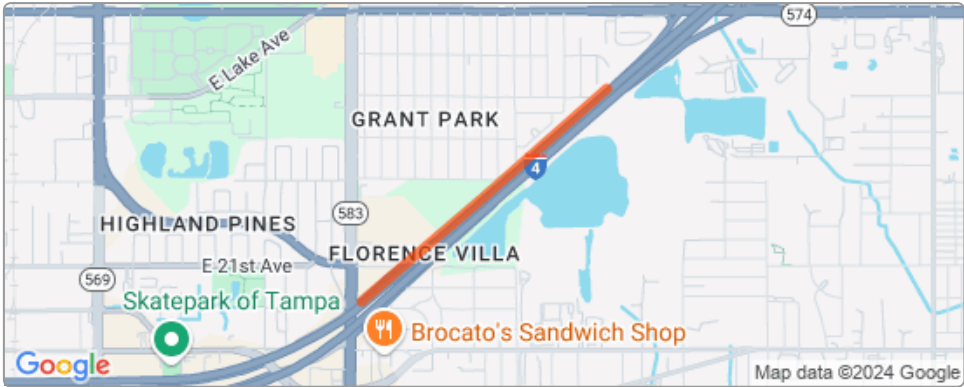 574
E Lake Ave
GRANT PARK
4
583
HIGHLAND PINES
FLORENCE VILLA
E 21st Ave
569
Skatepark of Tampa
Brocato's Sandwich Shop
Google
Map data ©2024 Google